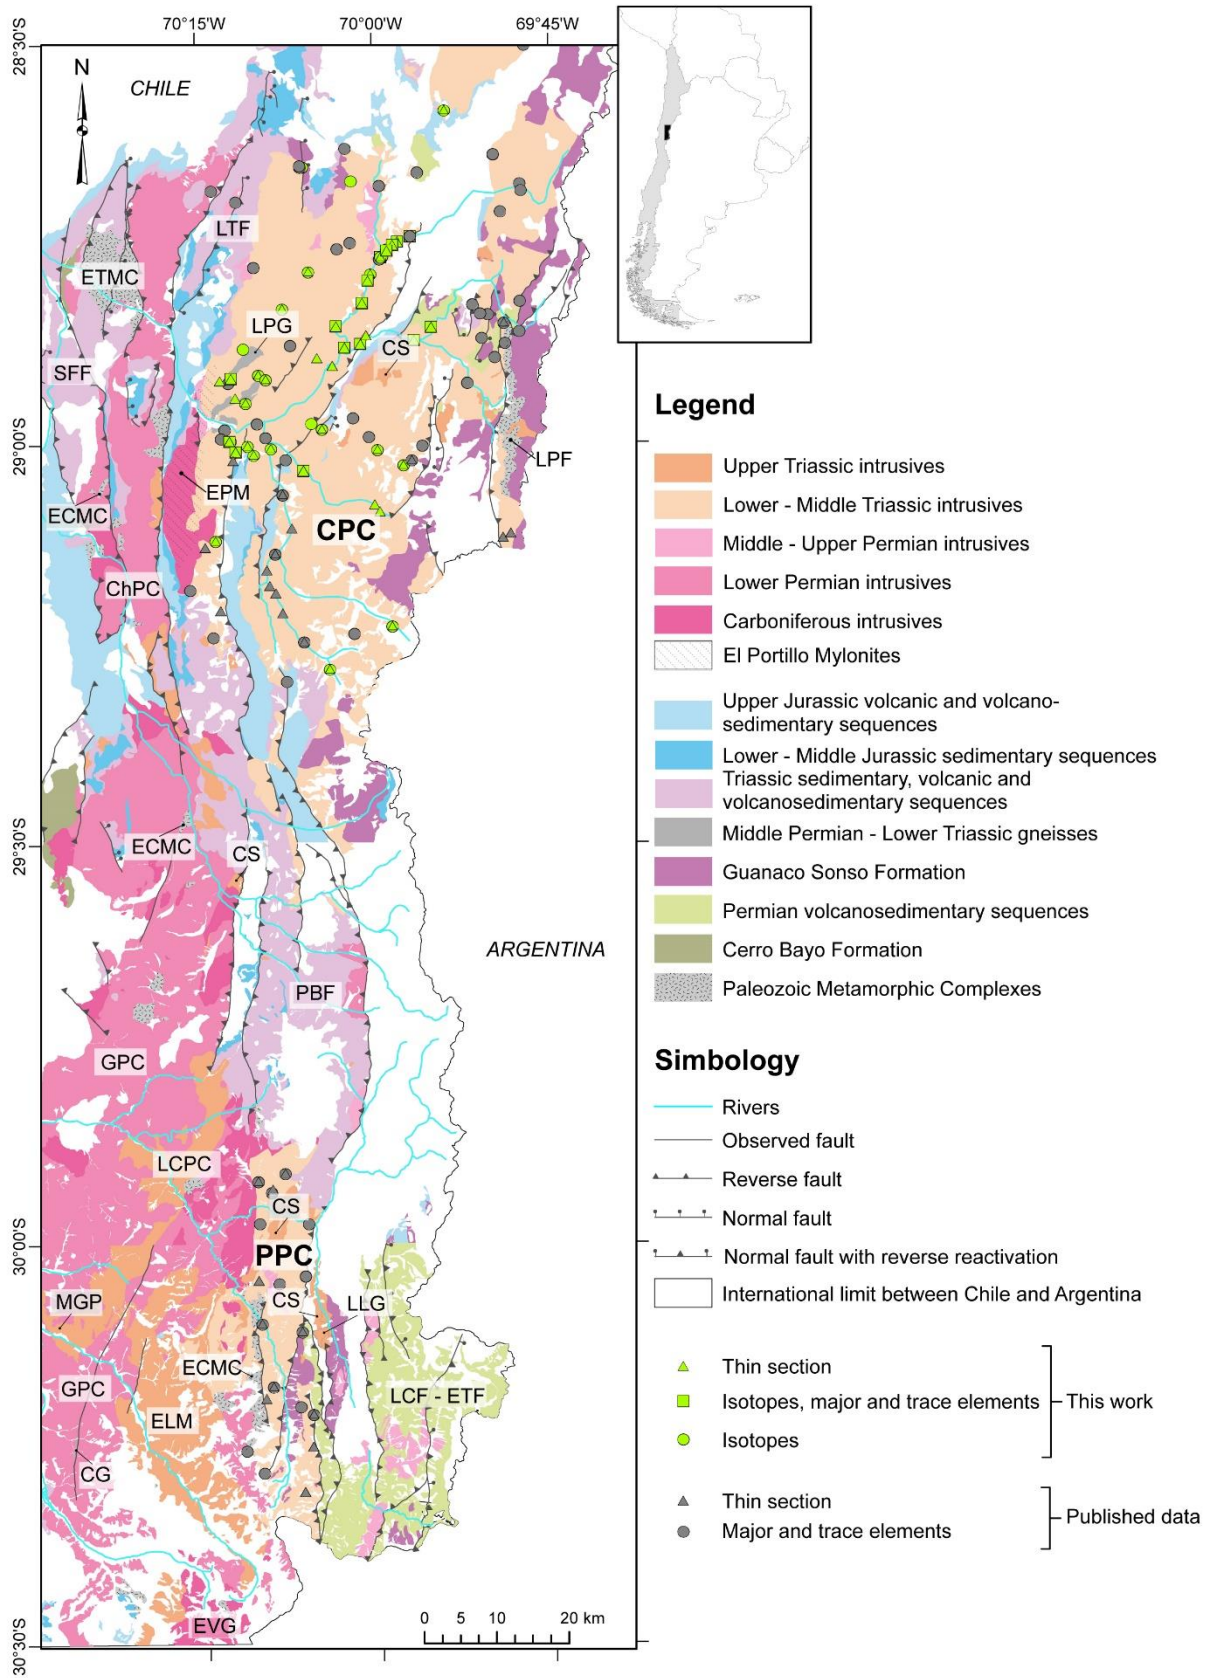 70°15'W
70°00'W
69°45'W
28°30'S
N
CHILE
LTF
ETMC
LPG
CS
SFF
29°00'S
LPF
EPM
ECMC
CPC
ChPC
ECMC
CS
29°30'S
ARGENTINA
PBF
GPC
LCPC
CS
30°00'S
PPC
MGP
CS
LLG
ECMC
GPC
LCF - ETF
ELM
CG
EVG
0 5 10 20 km
30°30'S
Legend
Upper Triassic intrusives
Lower - Middle Triassic intrusives
Middle - Upper Permian intrusives
Lower Permian intrusives
Carboniferous intrusives
El Portillo Mylonites
Upper Jurassic volcanic and volcano-
sedimentary sequences
Lower - Middle Jurassic sedimentary sequences
Triassic sedimentary, volcanic and
volcanosedimentary sequences
Middle Permian - Lower Triassic gneisses
Guanaco Sonso Formation
Permian volcanosedimentary sequences
Cerro Bayo Formation
Paleozoic Metamorphic Complexes
Simbology
Rivers
Observed fault
Reverse fault
Normal fault
Normal fault with reverse reactivation
International limit between Chile and Argentina
Thin section
Isotopes, major and trace elements
This work
Isotopes
Thin section
Major and trace elements
Published data